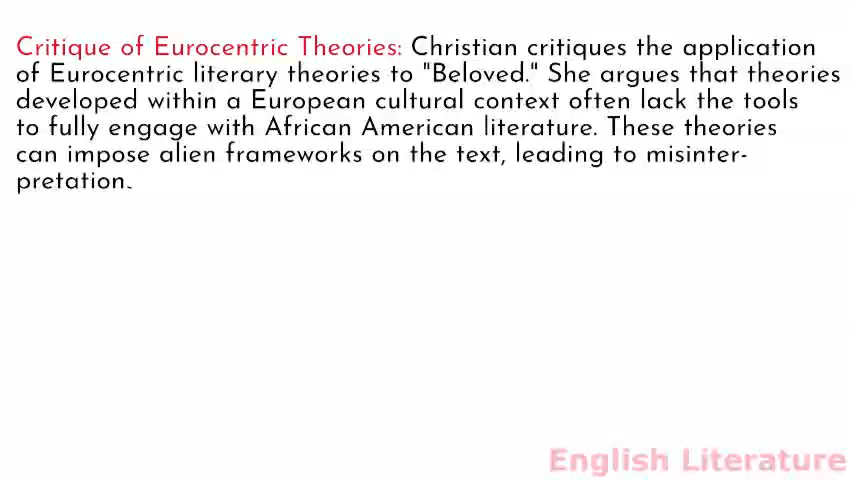 Critique of Eurocentric Theories: Christian critiques the application
of Eurocentric literary theories to "Beloved." She argues that theories
developed within a European cultural context often lack the tools
to fully engage with African American literature. These theories
can impose alien frameworks on the text, leading to misinter-
pretation.
English Literature